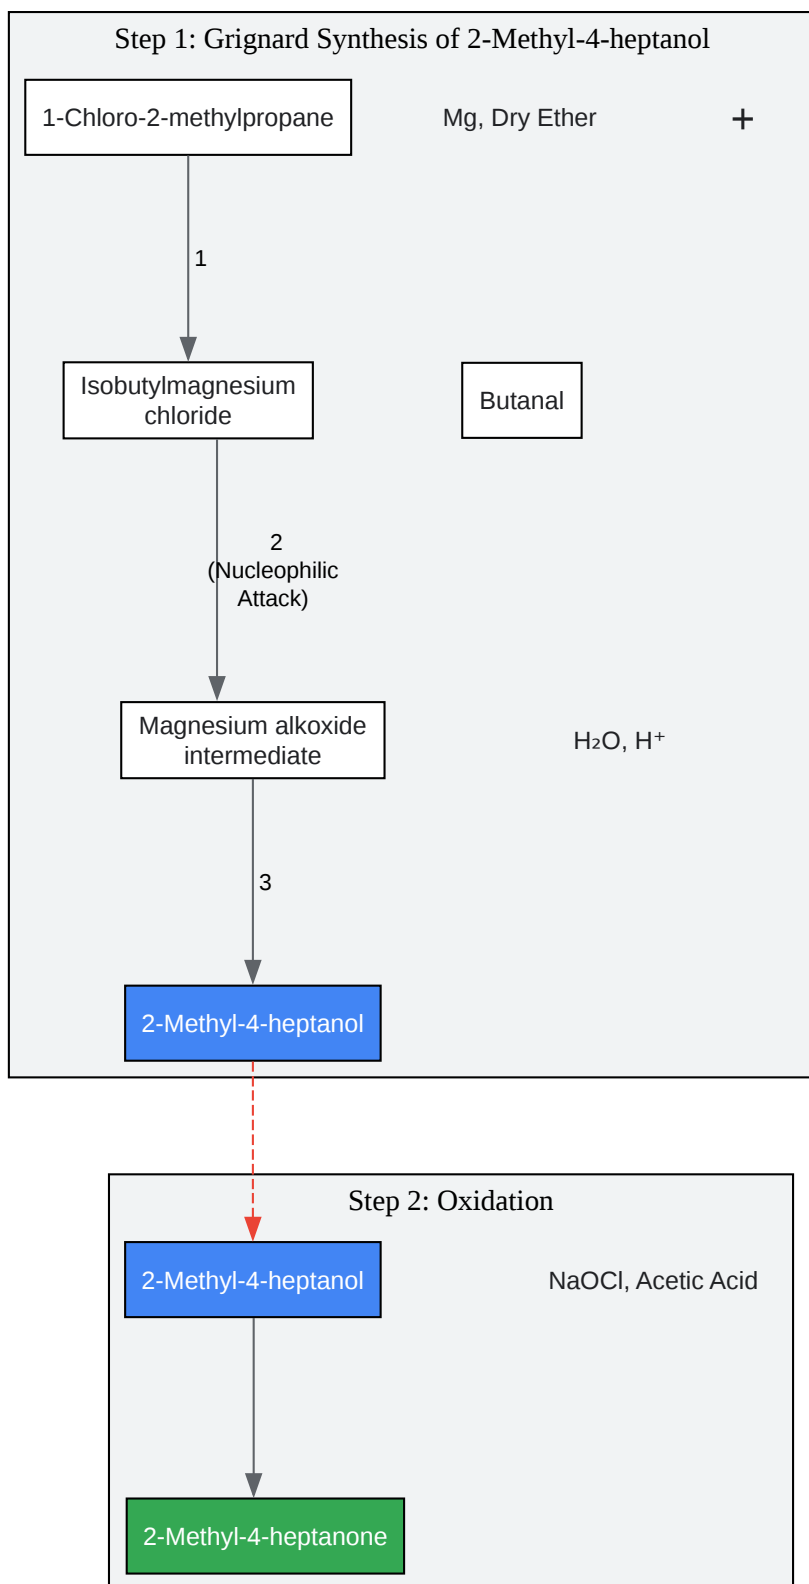 Step 1: Grignard Synthesis of 2-Methyl-4-heptanol
1-Chloro-2-methylpropane
Mg, Dry Ether
+
1
Isobutylmagnesium
chloride
Butanal
2
(Nucleophilic
Attack)
Magnesium alkoxide
intermediate
H₂O, H⁺
3
2-Methyl-4-heptanol
Step 2: Oxidation
2-Methyl-4-heptanol
NaOCl, Acetic Acid
2-Methyl-4-heptanone